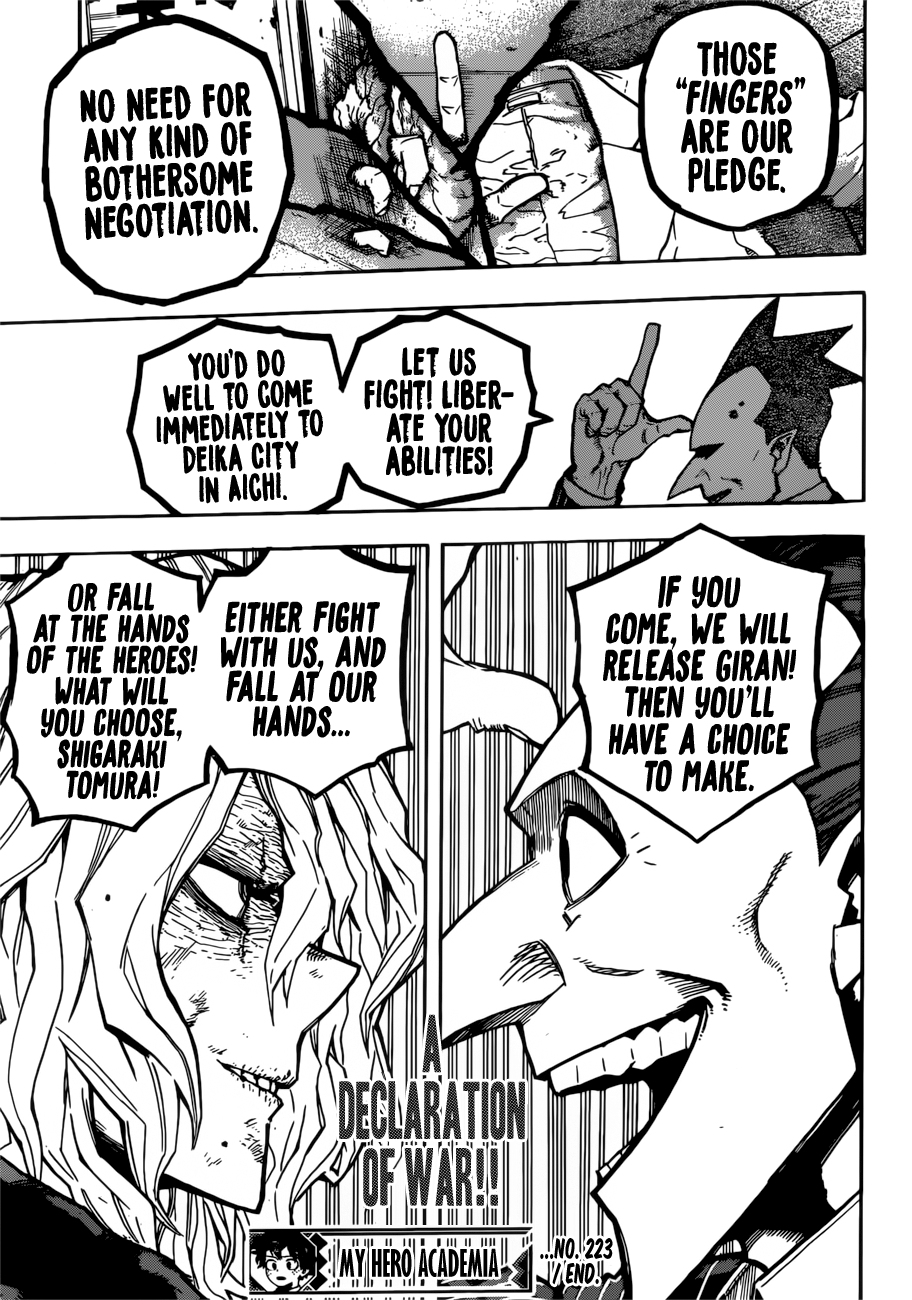 THOSE
“FINGERS”
ARE OUR
PLEDGE.
NO NEED FOR
ANY KIND OF
BOTHERSOME
NEGOTIATION.
LET US
FIGHT! LIBER-
ATE YOUR
ABILITIES!
YOU'D DO
WELL TO COME
IMMEDIATELY TO
DEIKA CITY
IN AICHI.
IF YOU
COME, WE WILL
RELEASE GIRAN!
THEN YOU'LL
HAVE A CHOICE
TO MAKE.
EITHER FIGHT
WITH US, AND
FALL AT OUR
HANDS...
OR FALL
AT THE HANDS
OF THE HEROES!
WHAT WILL
YOU CHOOSE,
SHIGARAKI
TOMURA!
A
DECLARATION
OF WAR!!
MY HERO ACADEMIA
...NO. 223
/ END.